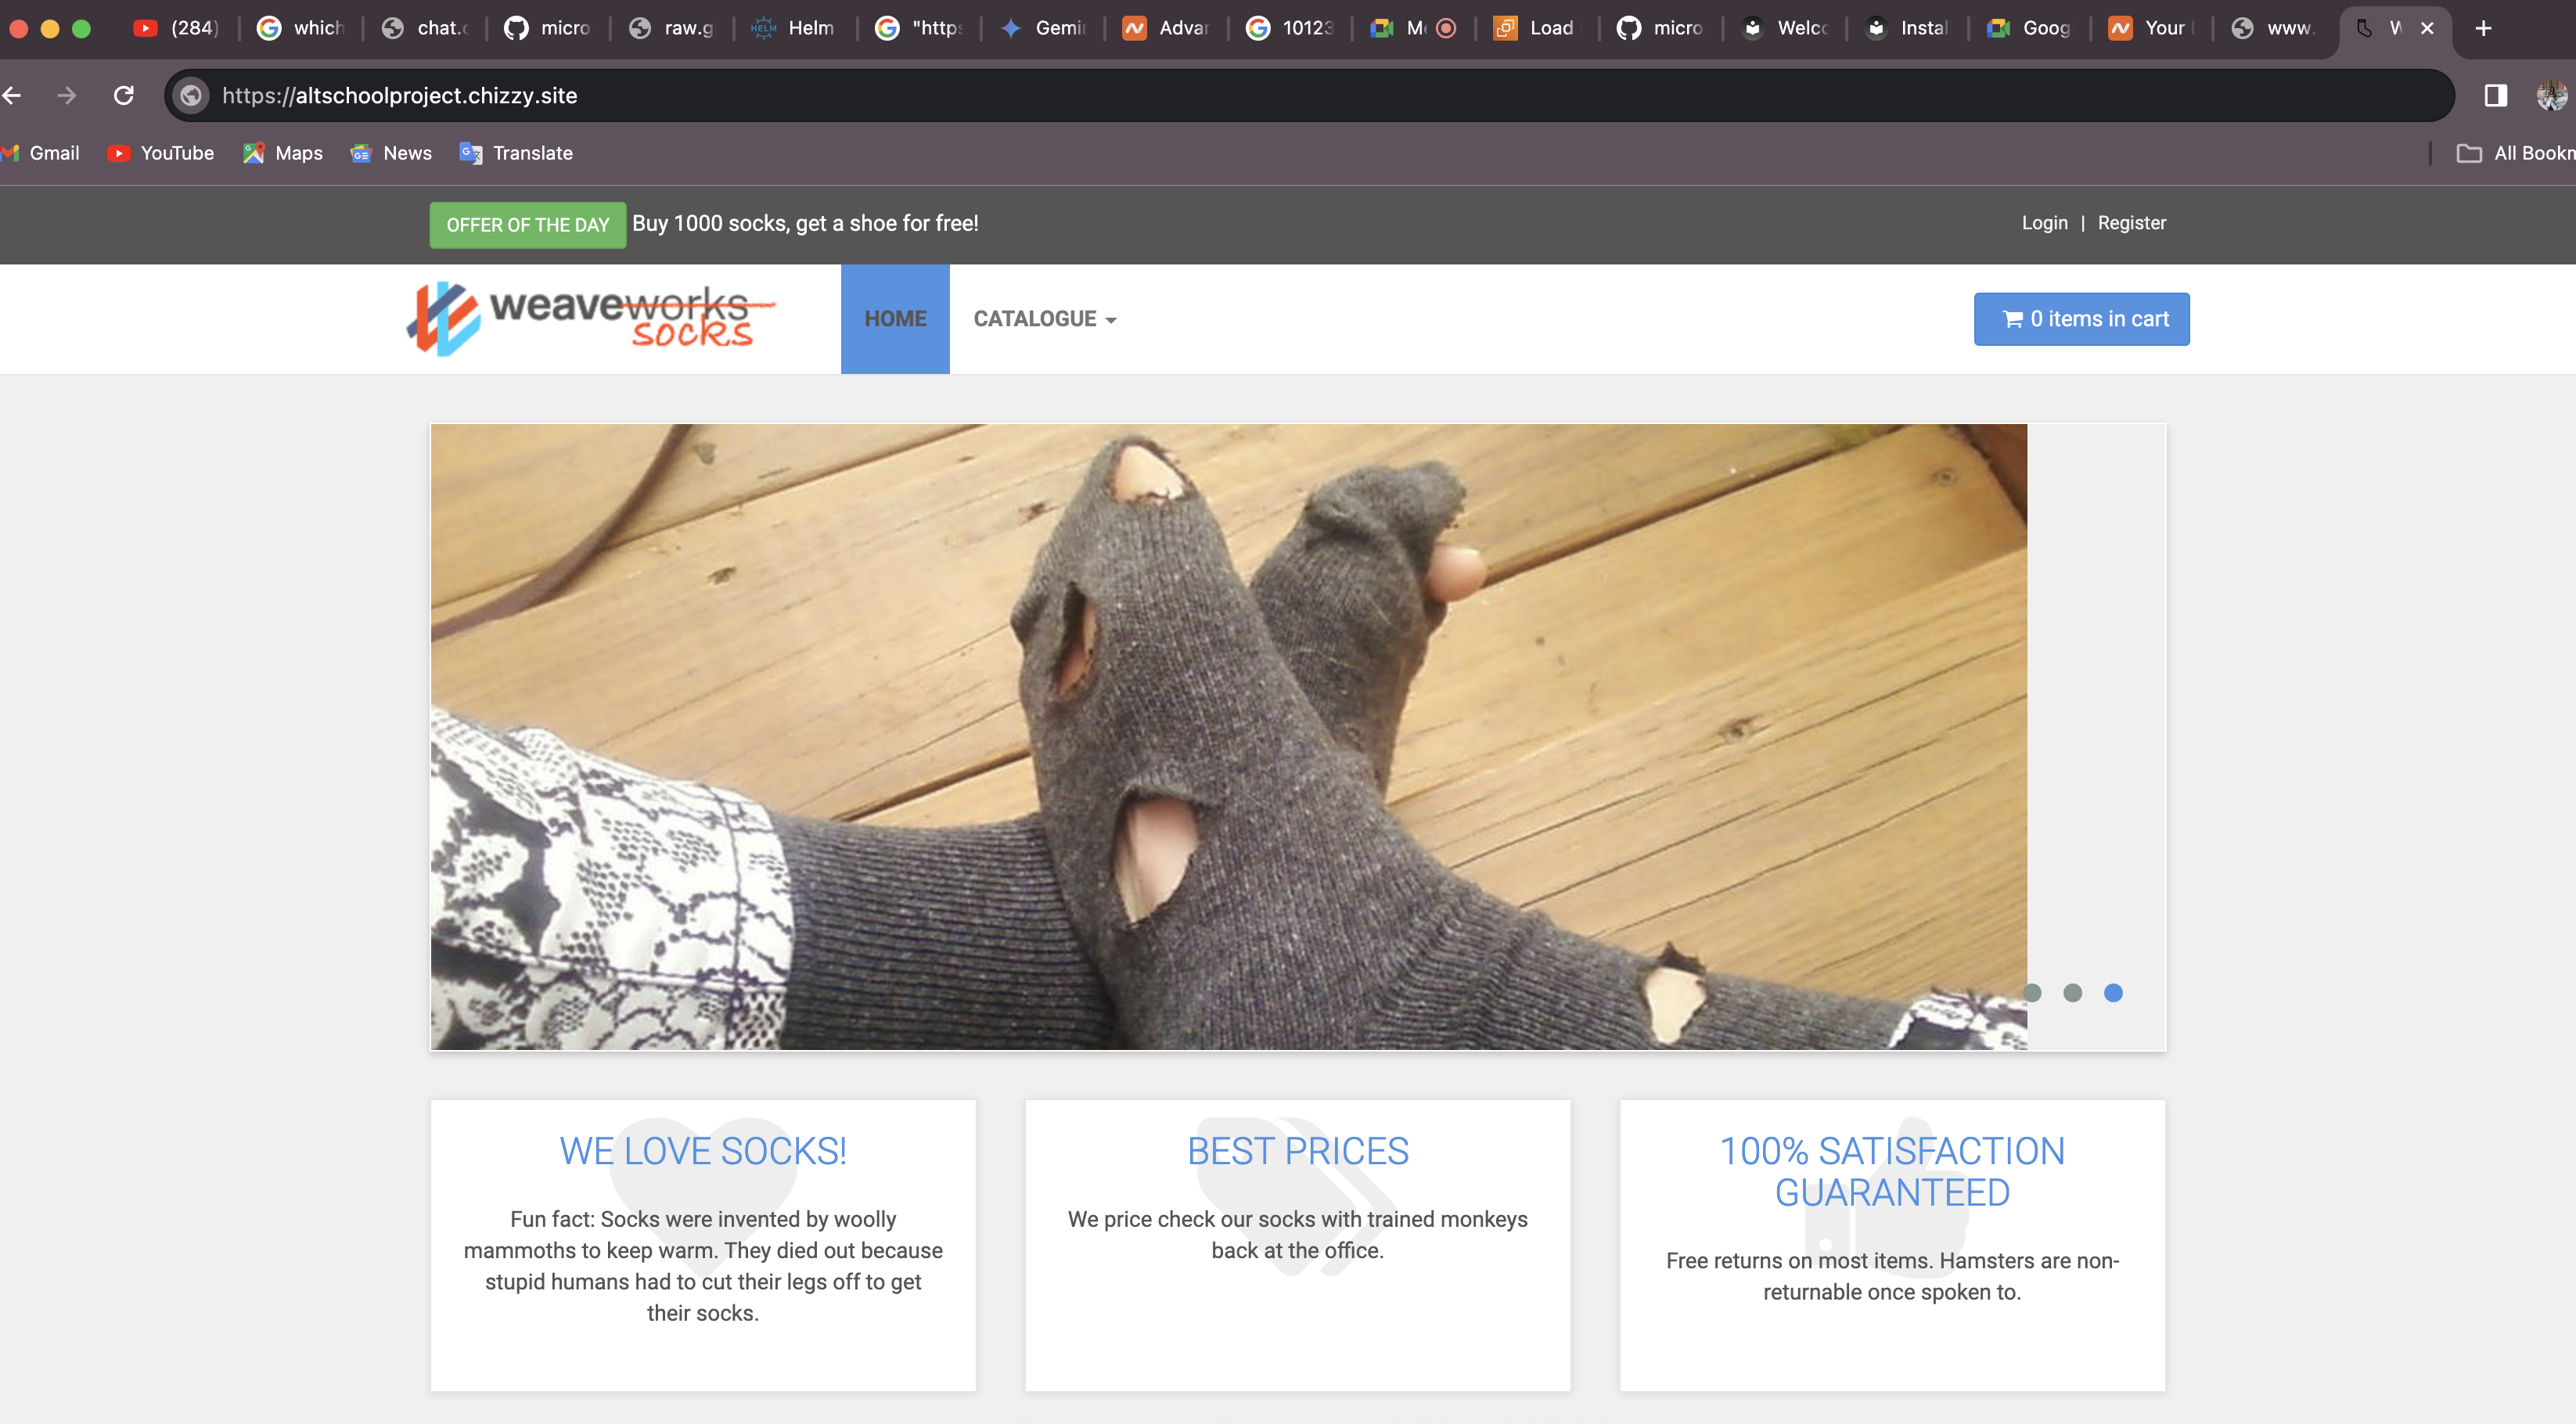 (284) which chat. micro raw.g Helm "https Gemi Advar 10123 Load micro Welc Instal Goog Your www. W
https://altschoolproject.chizzy.site
Gmail YouTube Maps News Translate All Bookn
OFFER OF THE DAY Buy 1000 socks, get a shoe for free! Login | Register
weaveworks
socks
HOME CATALOGUE 0 items in cart
WE LOVE SOCKS!
Fun fact: Socks were invented by woolly
mammoths to keep warm. They died out because
stupid humans had to cut their legs off to get
their socks.
BEST PRICES
We price check our socks with trained monkeys
back at the office.
100% SATISFACTION
GUARANTEED
Free returns on most items. Hamsters are non-
returnable once spoken to.